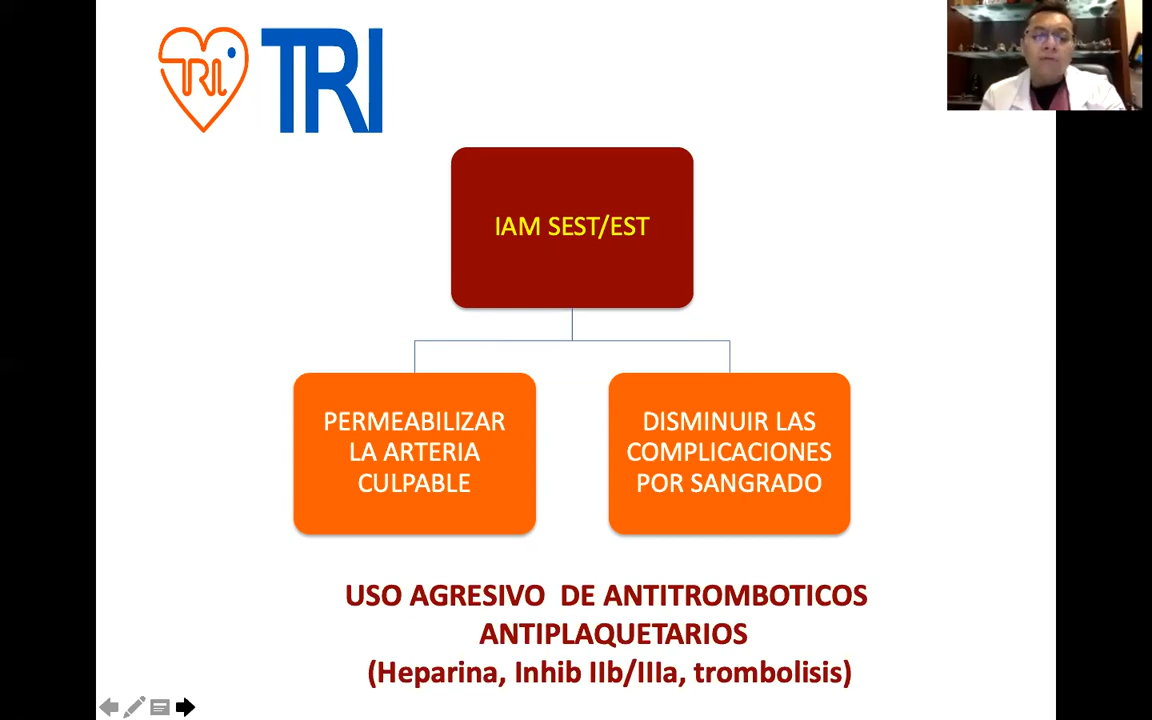 TRI
TRI
IAM SEST/EST
PERMEABILIZAR
LA ARTERIA
CULPABLE
DISMINUIR LAS
COMPLICACIONES
POR SANGRADO
USO AGRESIVO DE ANTITROMBOTICOS
ANTIPLAQUETARIOS
(Heparina, Inhib IIb/IIIa, trombolisis)